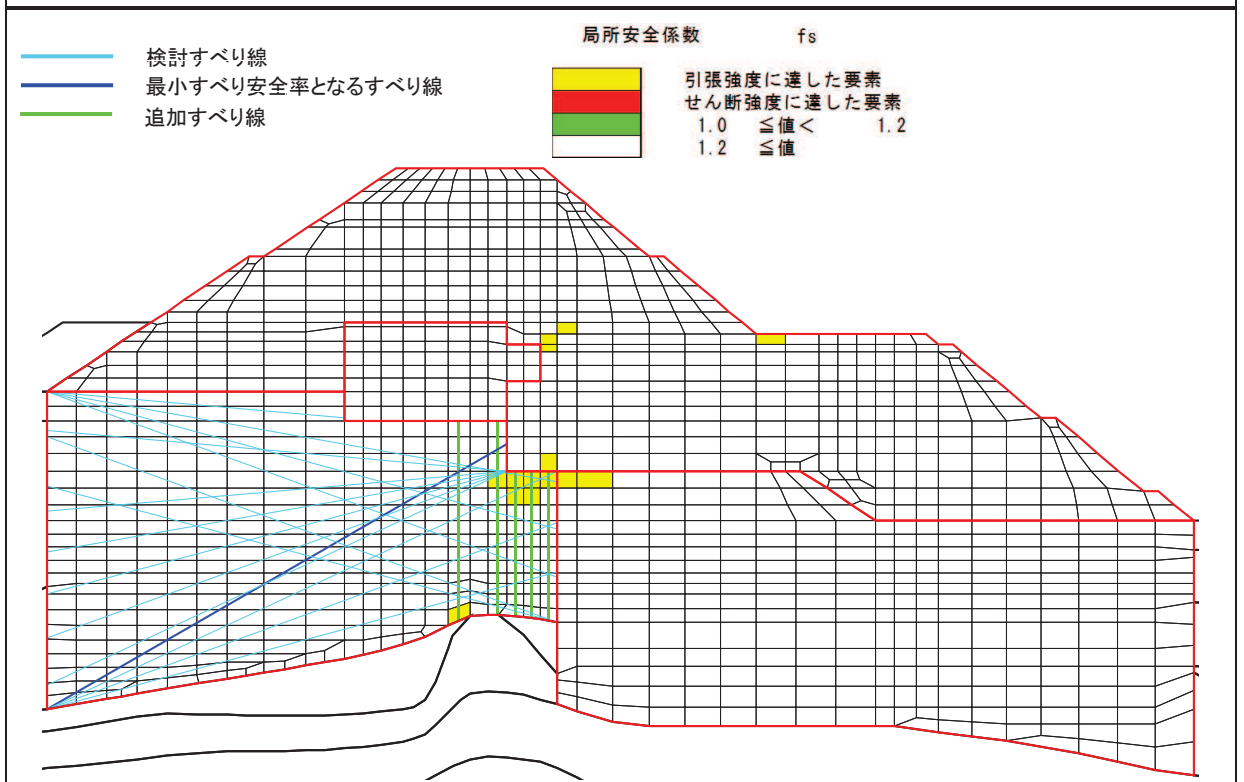 局所安全係数 fs
検討すべり線
最小すべり安全率となるすべり線
追加すべり線
引張強度に達した要素
せん断強度に達した要素
1.0 ≦値< 1.2
1.2 ≦値